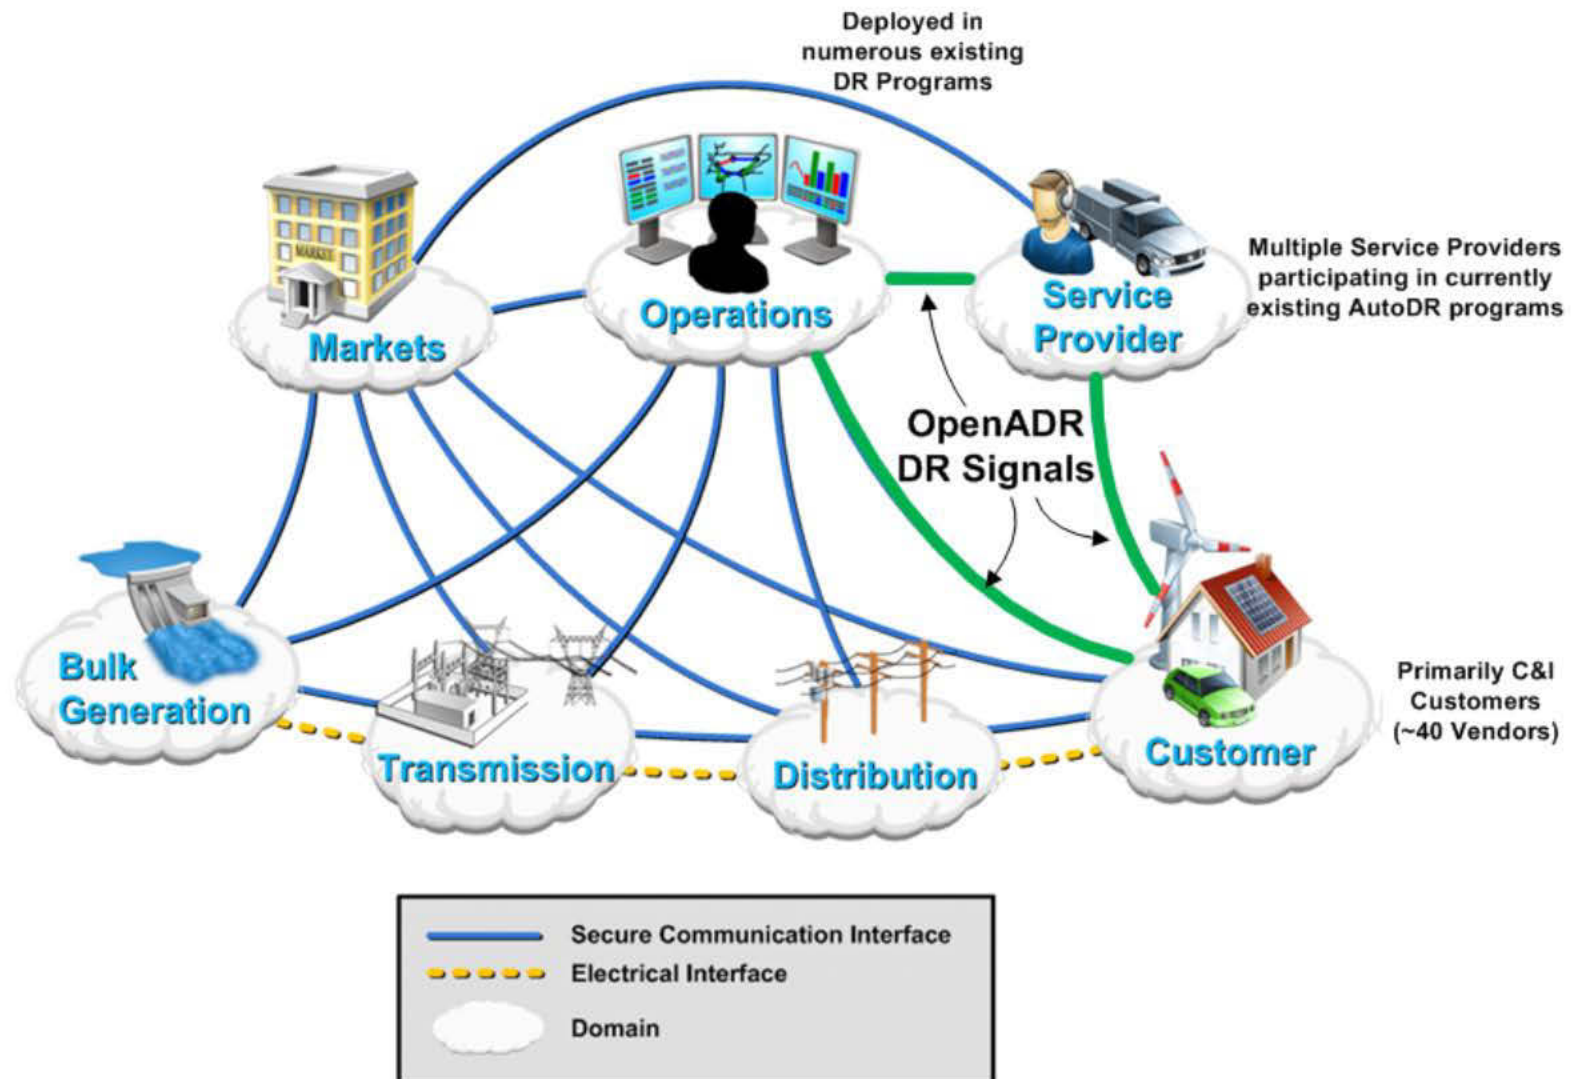 Deployed in
numerous existing
DR Programs
MARKET
Markets
Operations
Service
Provider
Multiple Service Providers
participating in currently
existing AutoDR programs
OpenADR
DR Signals
Bulk
Generation
Transmission
Distribution
Customer
Primarily C&I
Customers
(~40 Vendors)
Secure Communication Interface
Electrical Interface
Domain